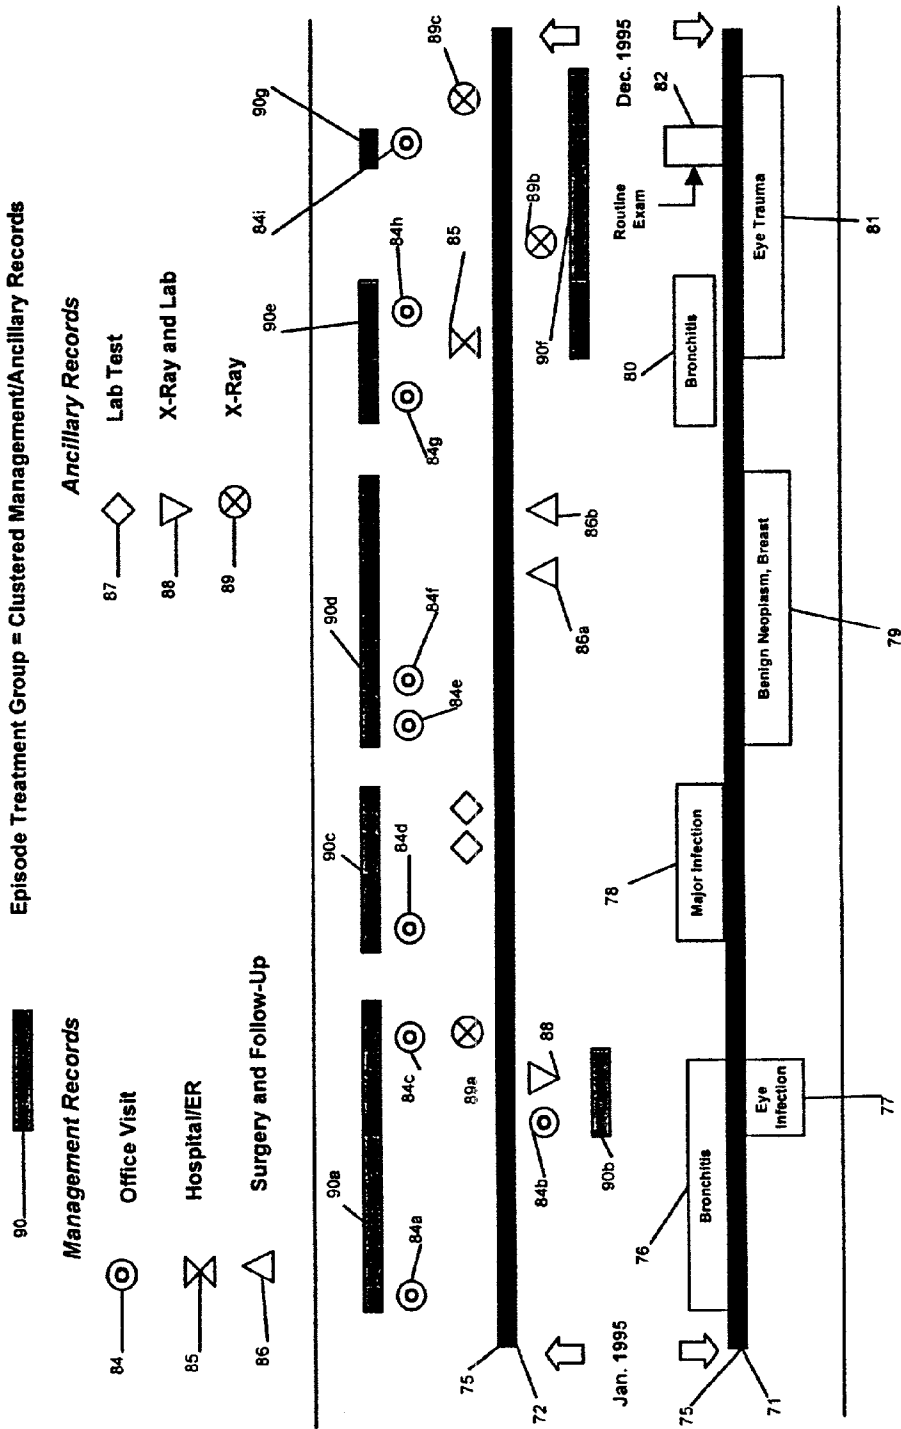 Episode Treatment Group = Clustered Management/Ancillary Records
90
Management Records
Ancillary Records
84
Office Visit
87
Lab Test
85
Hospital/ER
88
X-Ray and Lab
86
Surgery and Follow-Up
89
X-Ray
90a
90c
90d
90e
90g
84a
84c
84d
84e
84f
84g
84h
84i
89a
85
89c
75
72
84b
88
86a
86b
89b
90b
90f
Jan. 1995
Dec. 1995
76
78
80
82
Routine
Exam
Bronchitis
Major Infection
Bronchitis
75
71
Eye
Infection
Benign Neoplasm, Breast
Eye Trauma
77
79
81